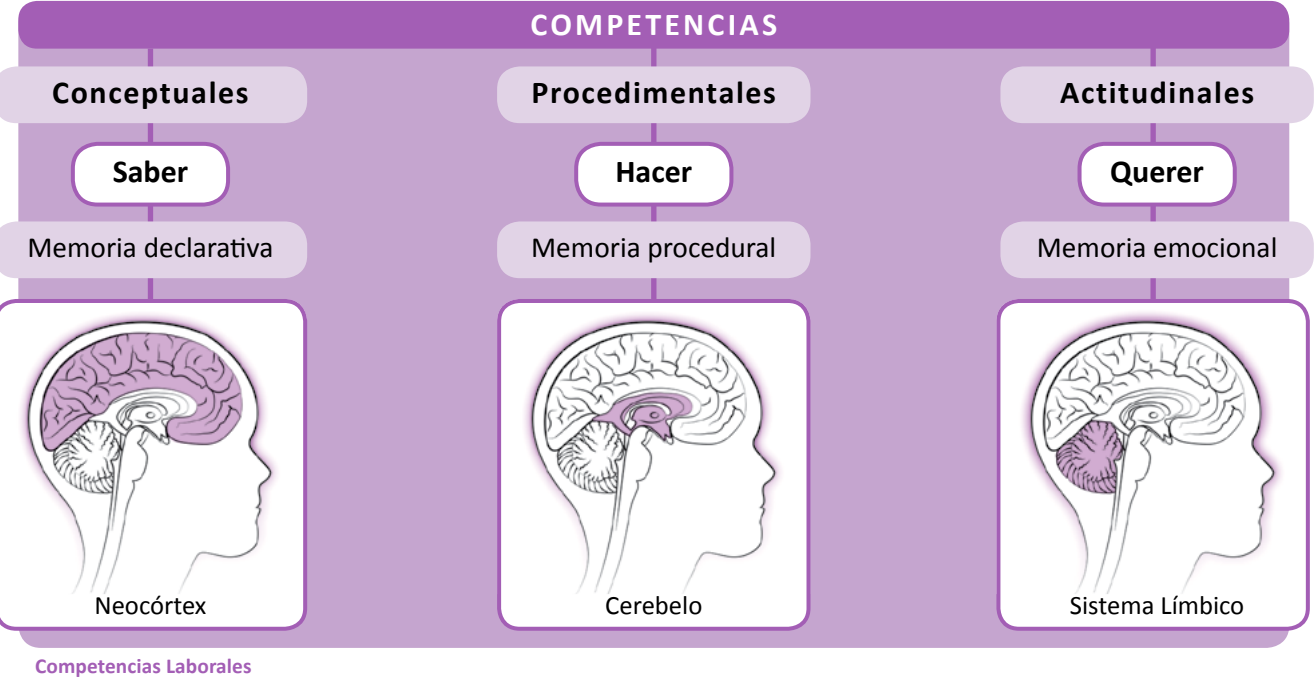 COMPETENCIAS
Conceptuales
Procedimentales
Actitudinales
Saber
Hacer
Querer
Memoria declarativa
Memoria procedural
Memoria emocional
Neocórtex
Cerebelo
Sistema Límbico
Competencias Laborales